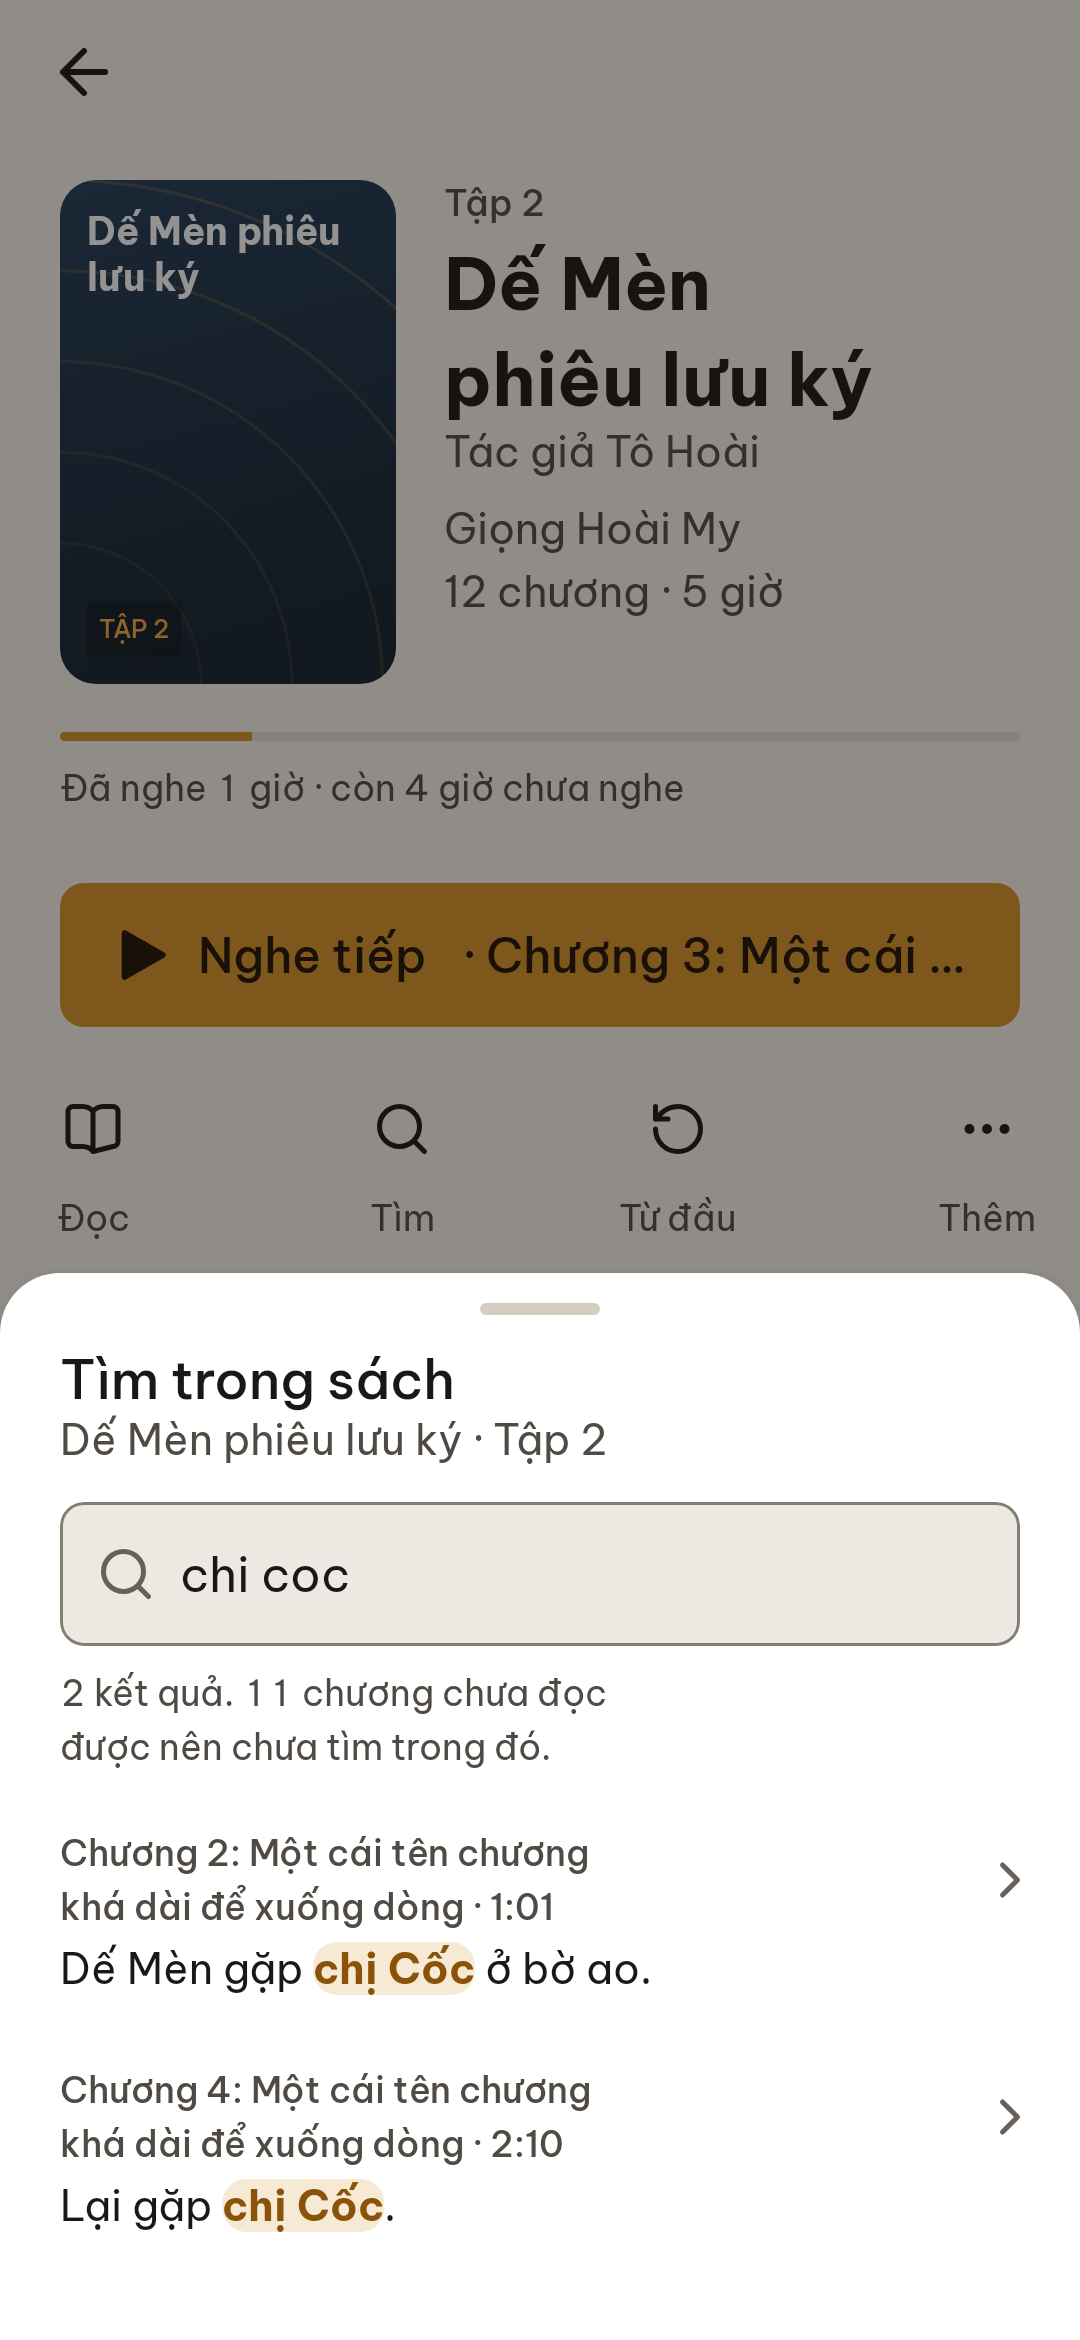 Dế Mèn phiêu
lưu ký
TẬP 2
Tập 2
Dế Mèn
phiêu lưu ký
Tác giả Tô Hoài
Giọng Hoài My
12 chương · 5 giờ
Đã nghe 1 giờ · còn 4 giờ chưa nghe
Nghe tiếp · Chương 3: Một cái ...
Đọc
Tìm
Từ đầu
Thêm
Tìm trong sách
Dế Mèn phiêu lưu ký · Tập 2
chi coc
2 kết quả. 11 chương chưa đọc
được nên chưa tìm trong đó.
Chương 2: Một cái tên chương
khá dài để xuống dòng · 1:01
Dế Mèn gặp chị Cốc ở bờ ao.
Chương 4: Một cái tên chương
khá dài để xuống dòng · 2:10
Lại gặp chị Cốc.